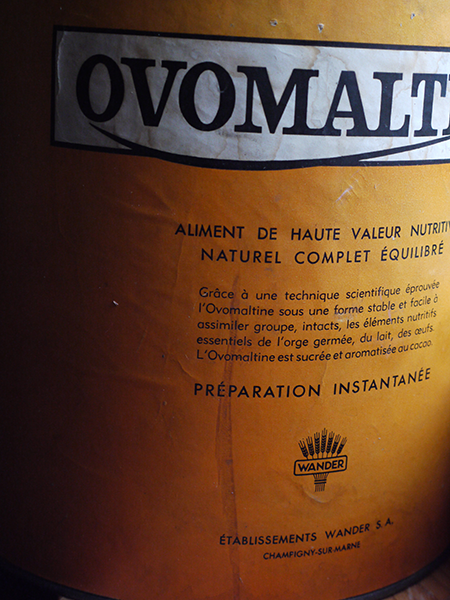 OVOMALTI
ALIMENT DE HAUTE VALEUR NUTRITIV
NATUREL COMPLET ÉQUILIBRÉ
Grâce à une technique scientifique éprouvée
l'Ovomaltine sous une forme stable et facile à
assimiler groupe, intacts, les éléments nutritifs
essentiels de l'orge germée, du lait, des œufs.
L'Ovomaltine est sucrée et aromatisée au cacao.
PRÉPARATION INSTANTANÉE
WANDER
ÉTABLISSEMENTS WANDER S.A.
CHAMPIGNY-SUR-MARNE